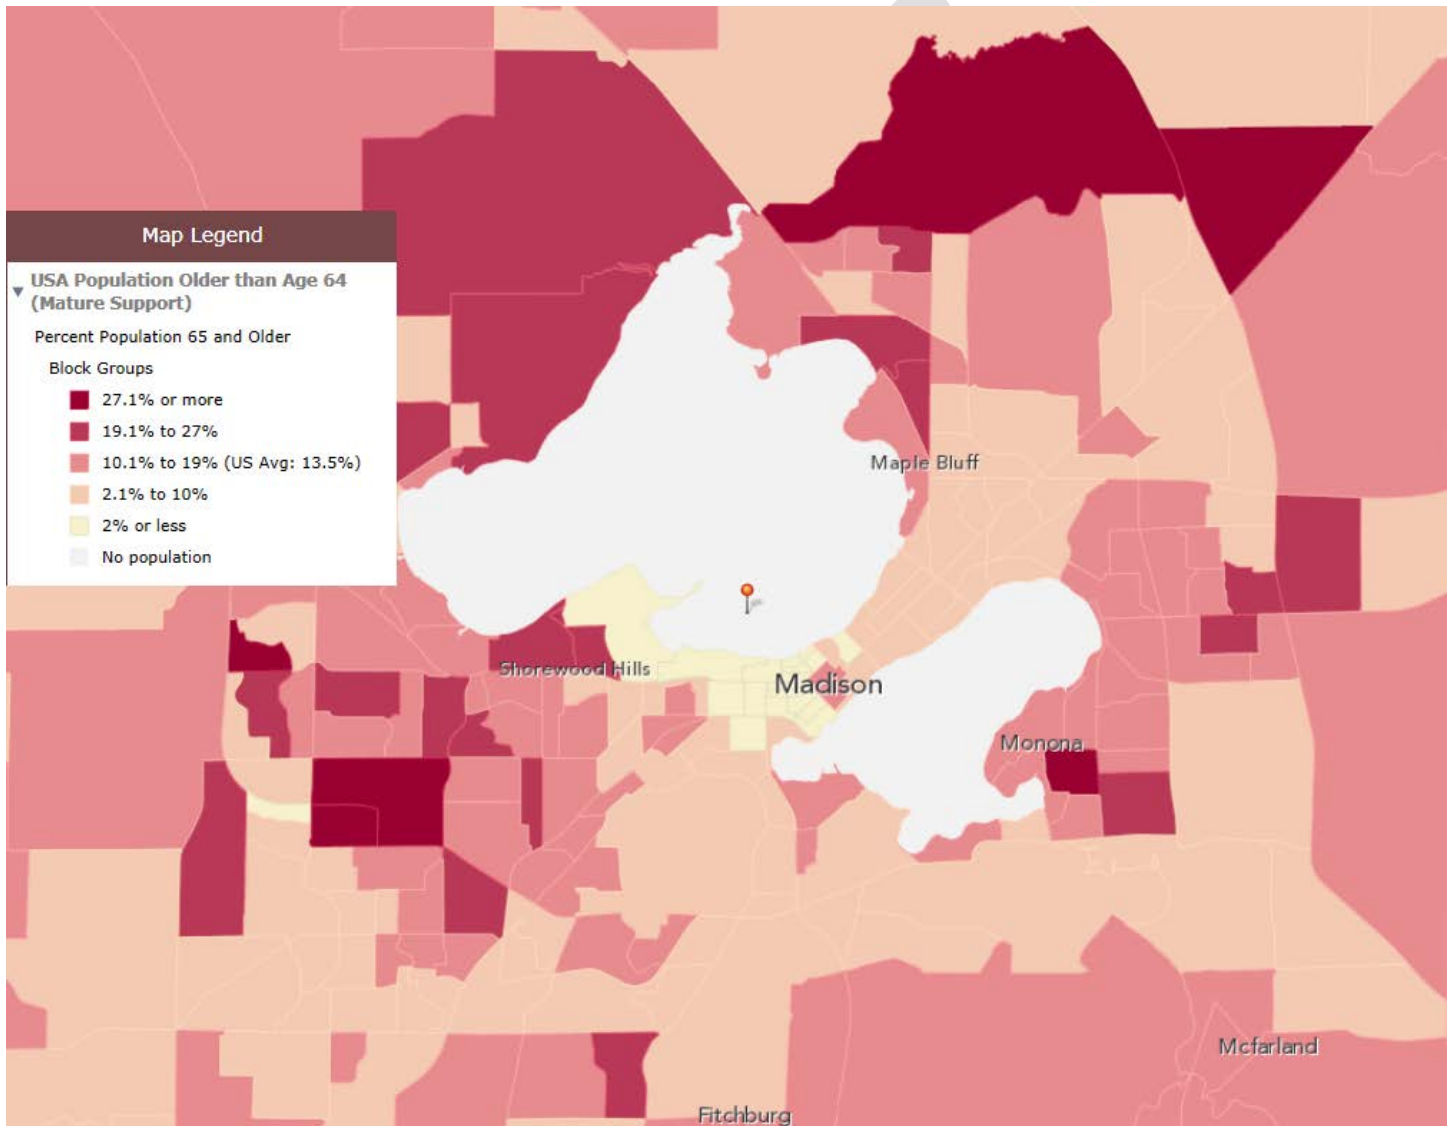 Map Legend
USA Population Older than Age 64
(Mature Support)
Percent Population 65 and Older
Block Groups
27.1% or more
19.1% to 27%
10.1% to 19% (US Avg: 13.5%)
2.1% to 10%
2% or less
No population
Maple Bluff
Shorewood Hills
Madison
Monona
Mcfarland
Fitchburg